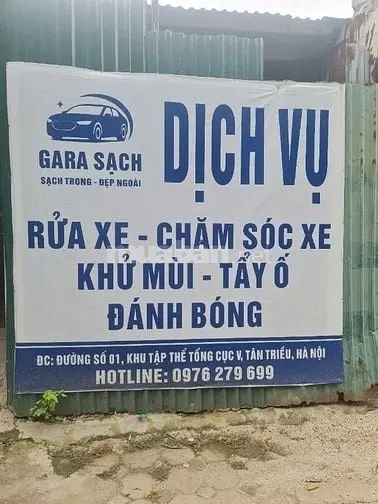 GARA SẠCH
SẠCH TRONG - ĐẸP NGOÀI
DỊCH VỤ
RỬA XE - CHĂM SÓC XE
KHỬ MÙI - TẨY Ố
ĐÁNH BÓNG
ĐC: ĐƯỜNG SỐ 01, KHU TẬP THỂ TỔNG CỤC V, TÂN TRIỀU, HÀ NỘI
HOTLINE: 0976 279 699